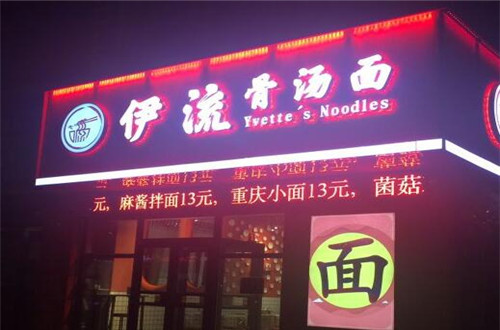 伊流骨汤面
Yvette's Noodles
元, 麻酱拌面13元, 重庆小面13元, 菌菇
面